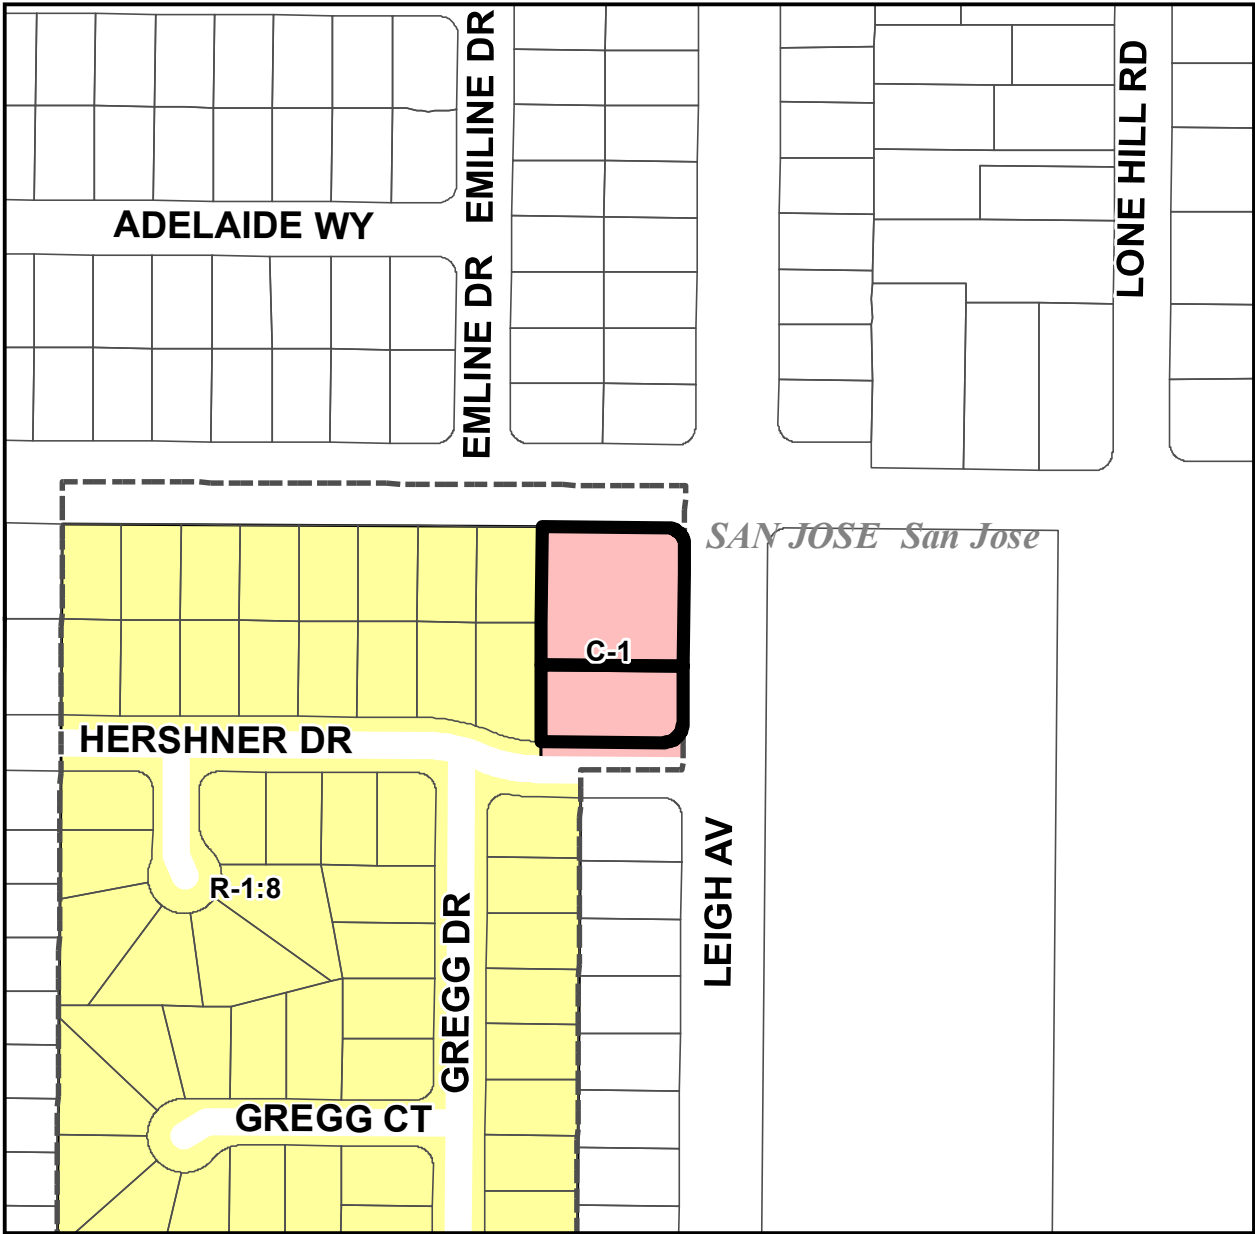 EMILINE DR
LONE HILL RD
ADELAIDE WY
EMLINE DR
SAN JOSE San Jose
C-1
HERSHNER DR
R-1:8
LEIGH AV
GREGG DR
GREGG CT